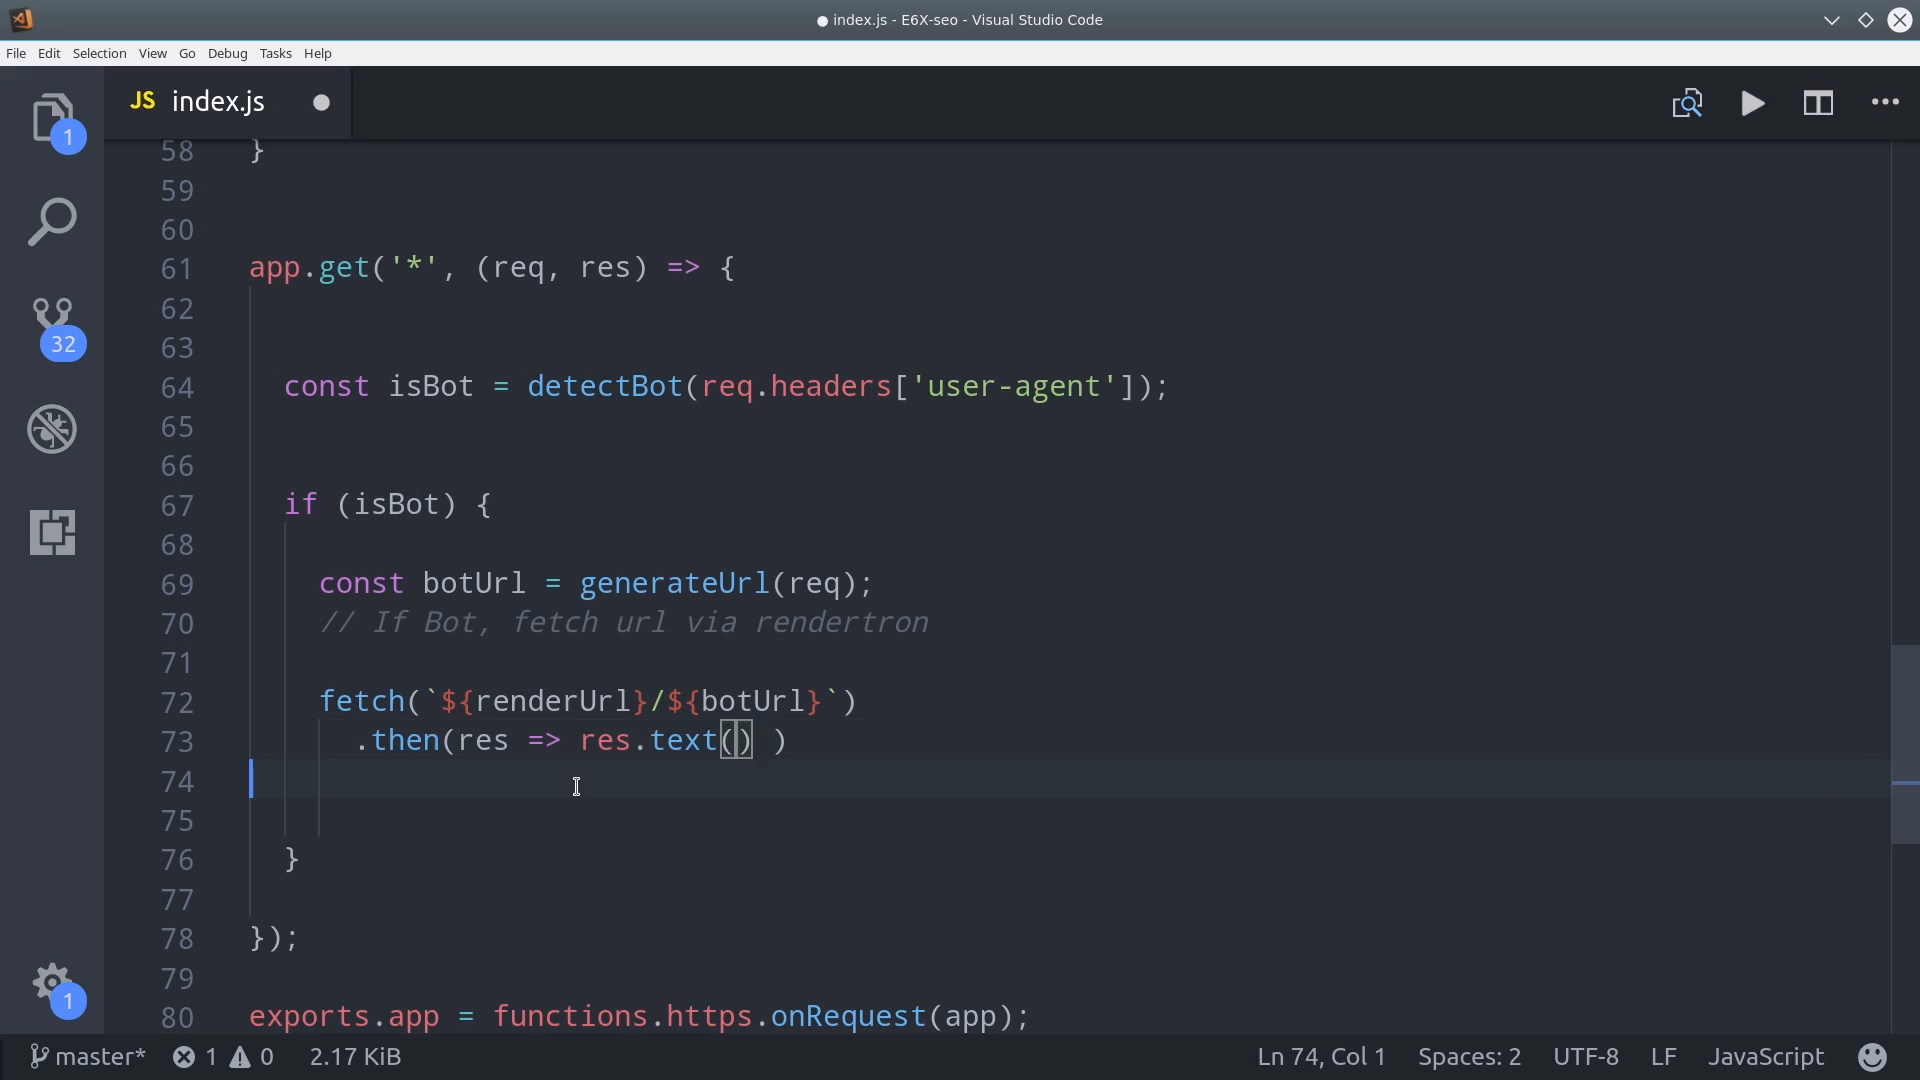 ● index.js - E6X-seo - Visual Studio Code
File Edit Selection View Go Debug Tasks Help
JS index.js ●
1
32
1
58 }
59
60
61 app.get('*', (req, res) => {
62
63
64 const isBot = detectBot(req.headers['user-agent']);
65
66
67 if (isBot) {
68
69 const botUrl = generateUrl(req);
70 // If Bot, fetch url via rendertron
71
72 fetch(`${renderUrl}/${botUrl}`)
73 .then(res => res.text() )
74
75
76 }
77
78 });
79
80 exports.app = functions.https.onRequest(app);
master* 1 0 2.17 KiB Ln 74, Col 1 Spaces: 2 UTF-8 LF JavaScript